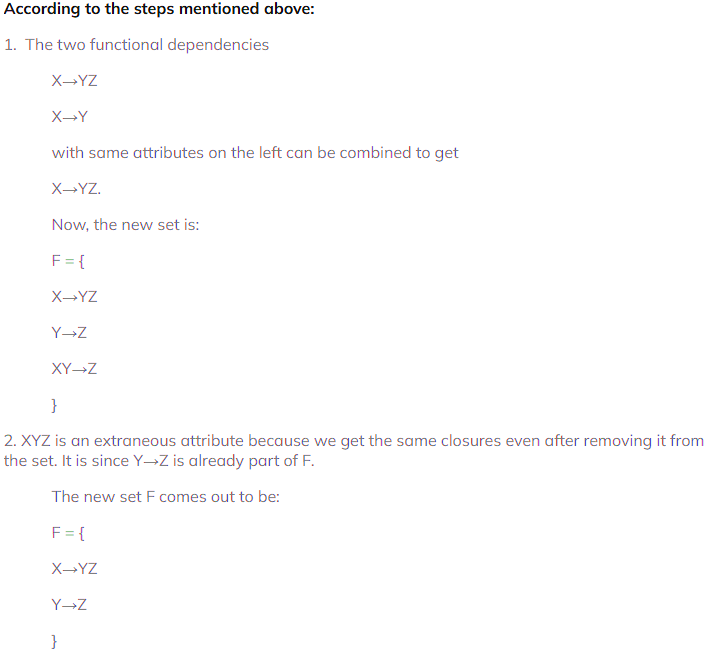 According to the steps mentioned above:
1. The two functional dependencies
X→YZ
X→Y
with same attributes on the left can be combined to get
X→YZ.
Now, the new set is:
F = {
X→YZ
Y→Z
XY→Z
}
2. XYZ is an extraneous attribute because we get the same closures even after removing it from
the set. It is since Y→Z is already part of F.
The new set F comes out to be:
F = {
X→YZ
Y→Z
}